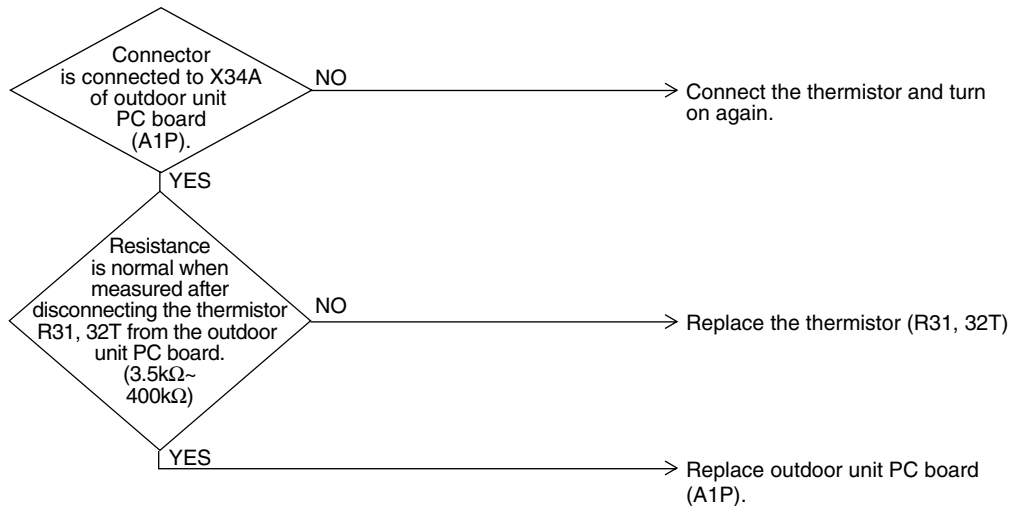 Connector
is connected to X34A
of outdoor unit
PC board
(A1P).
NO
Connect the thermistor and turn
on again.
YES
Resistance
is normal when
measured after
disconnecting the thermistor
R31, 32T from the outdoor
unit PC board.
(3.5kΩ~
400kΩ)
NO
Replace the thermistor (R31, 32T)
YES
Replace outdoor unit PC board
(A1P).